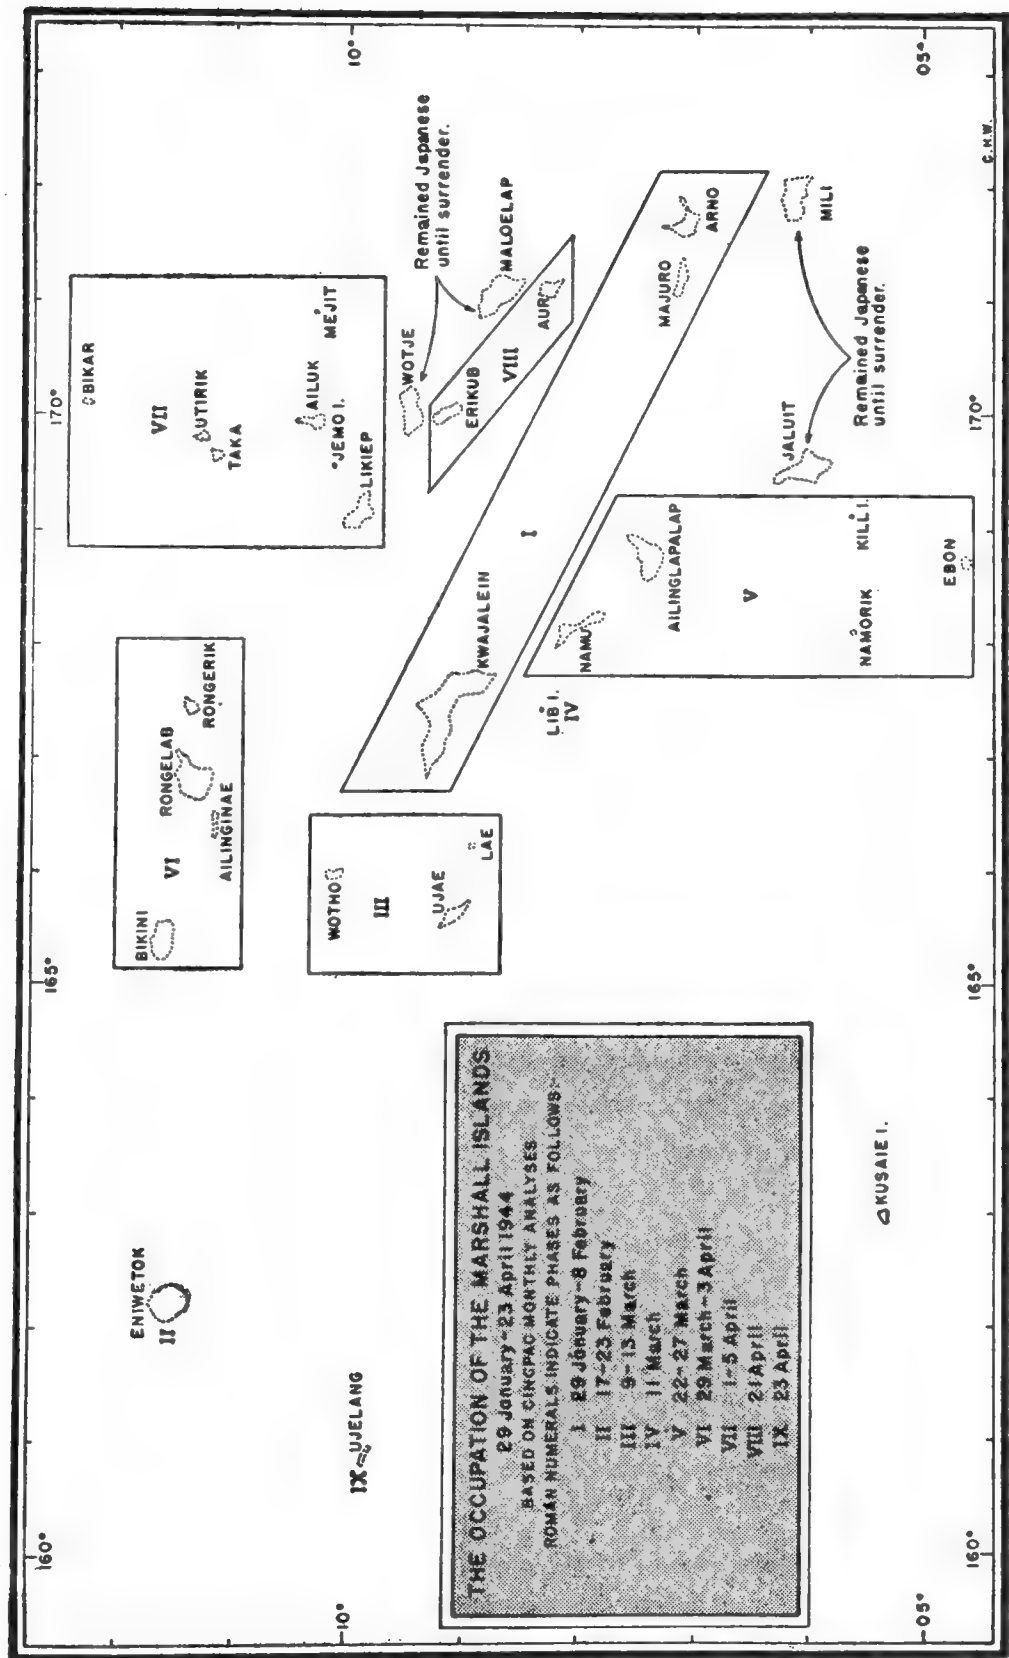 160°
165°
170°
BIKAR
VII
UTIRIK
TAKA
AILUK
MEJIT
JEMO I.
LIKIEP
BIKINI
VI
RONGELAB
RONGERIK
AILINGINAE
ENIWETOK
II
10°
10°
IX
UJELANG
WOTHO
III
UJAE
LAE
KWAJALEIN
I
WOTJE
ERIKUB
VIII
Remained Japanese
until surrender.
MALOELAP
AUR
MAJURO
ARNO
LIB I.
IV
NAMU
AILINGLAPALAP
V
NAMORIK
KILI I.
EBON
JALUIT
Remained Japanese
until surrender.
MILI
KUSAIE I.
THE OCCUPATION OF THE MARSHALL ISLANDS
29 January-23 April 1944
BASED ON CINCPAC MONTHLY ANALYSES
ROMAN NUMERALS INDICATE PHASES AS FOLLOWS:-
I 29 January-8 February
II 17-23 February
III 9-13 March
IV 11 March
V 22-27 March
VI 29 March-3 April
VII 1-5 April
VIII 21 April
IX 23 April
05°
05°
160°
165°
170°
C.H.W.